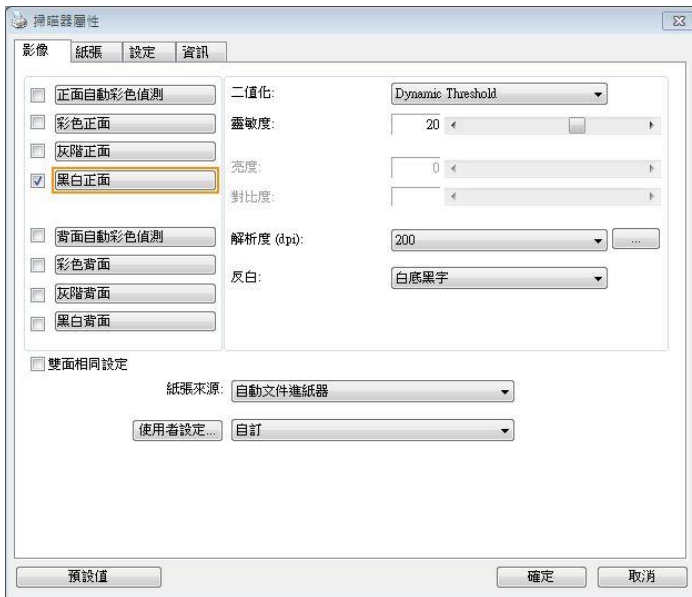 掃瞄器屬性
影像 紙張 設定 資訊
正面自動彩色偵測
彩色正面
灰階正面
黑白正面
背面自動彩色偵測
彩色背面
灰階背面
黑白背面
二值化: Dynamic Threshold
靈敏度: 20
亮度: 0
對比度:
解析度 (dpi): 200 ...
反白: 白底黑字
雙面相同設定
紙張來源: 自動文件進紙器
使用者設定... 自訂
預設值 確定 取消